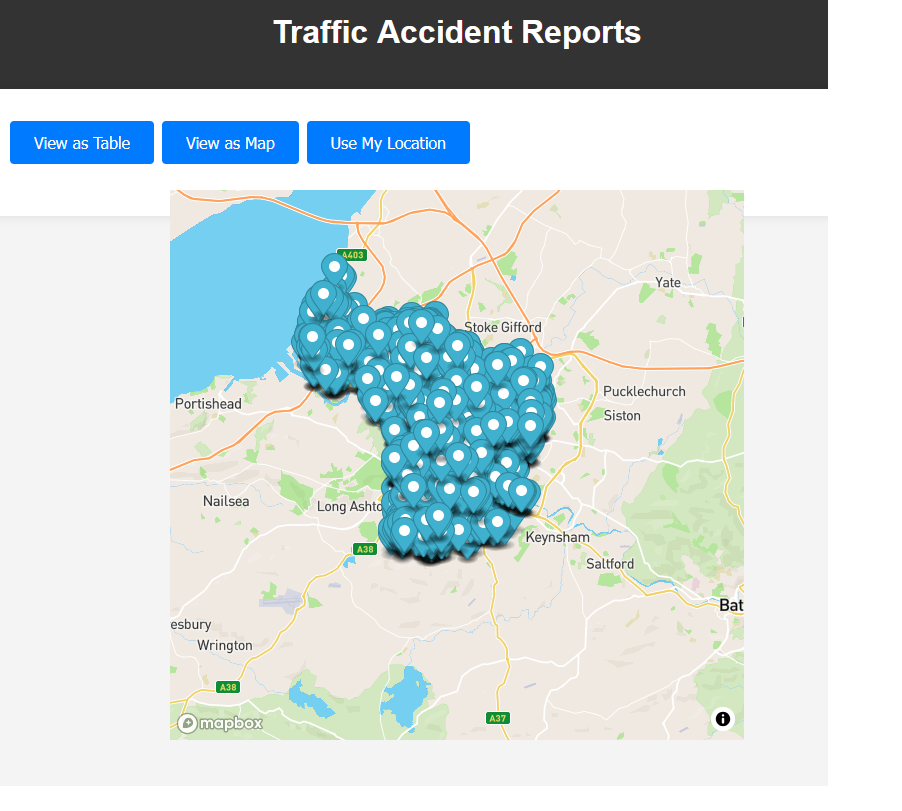 Traffic Accident Reports
View as Table
View as Map
Use My Location
A403
Yate
Stoke Gifford
Pucklechurch
Portishead
Siston
Nailsea
Long Ashto
Keynsham
A38
Saltford
Bat
esbury
Wrington
A38
mapbox
A37